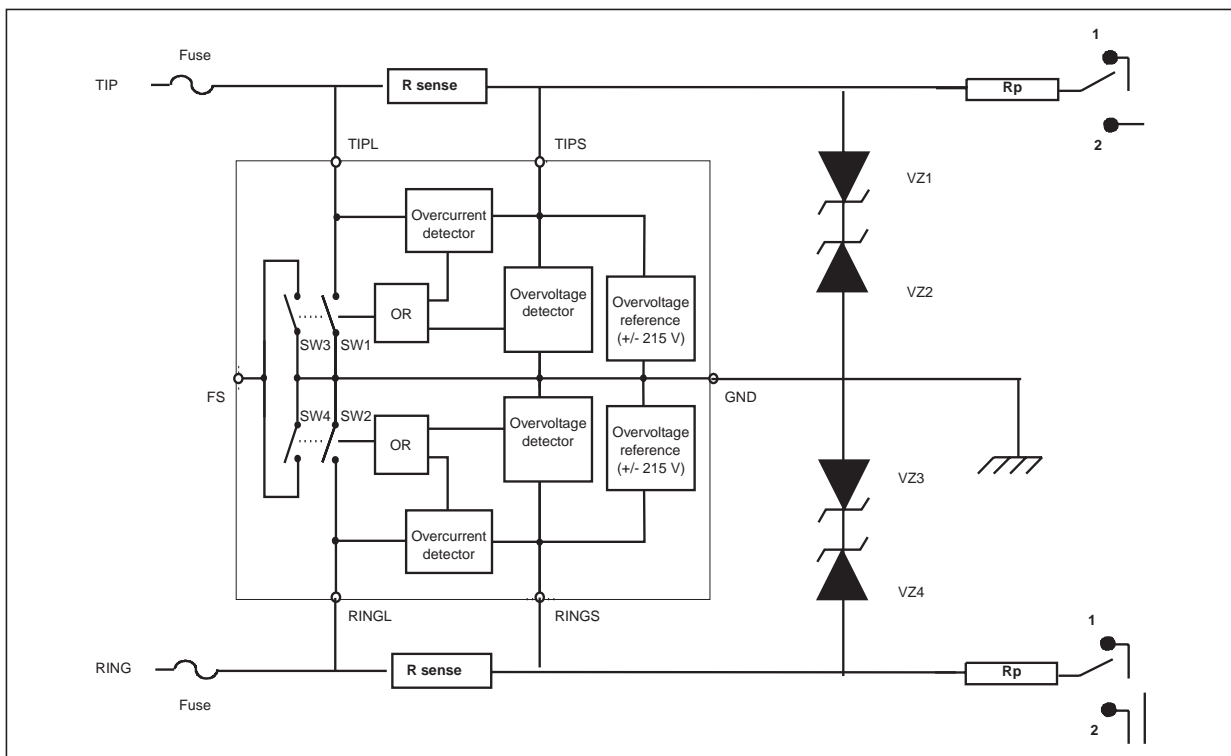 1
Fuse
TIP
R sense
Rp
2
TIPL
TIPS
VZ1
Overcurrent
detector
Overvoltage
detector
Overvoltage
reference
(+/- 215 V)
OR
VZ2
SW3
SW1
FS
GND
SW4
SW2
OR
Overvoltage
detector
Overvoltage
reference
(+/- 215 V)
VZ3
Overcurrent
detector
VZ4
RINGL
RINGS
1
RING
R sense
Rp
Fuse
2